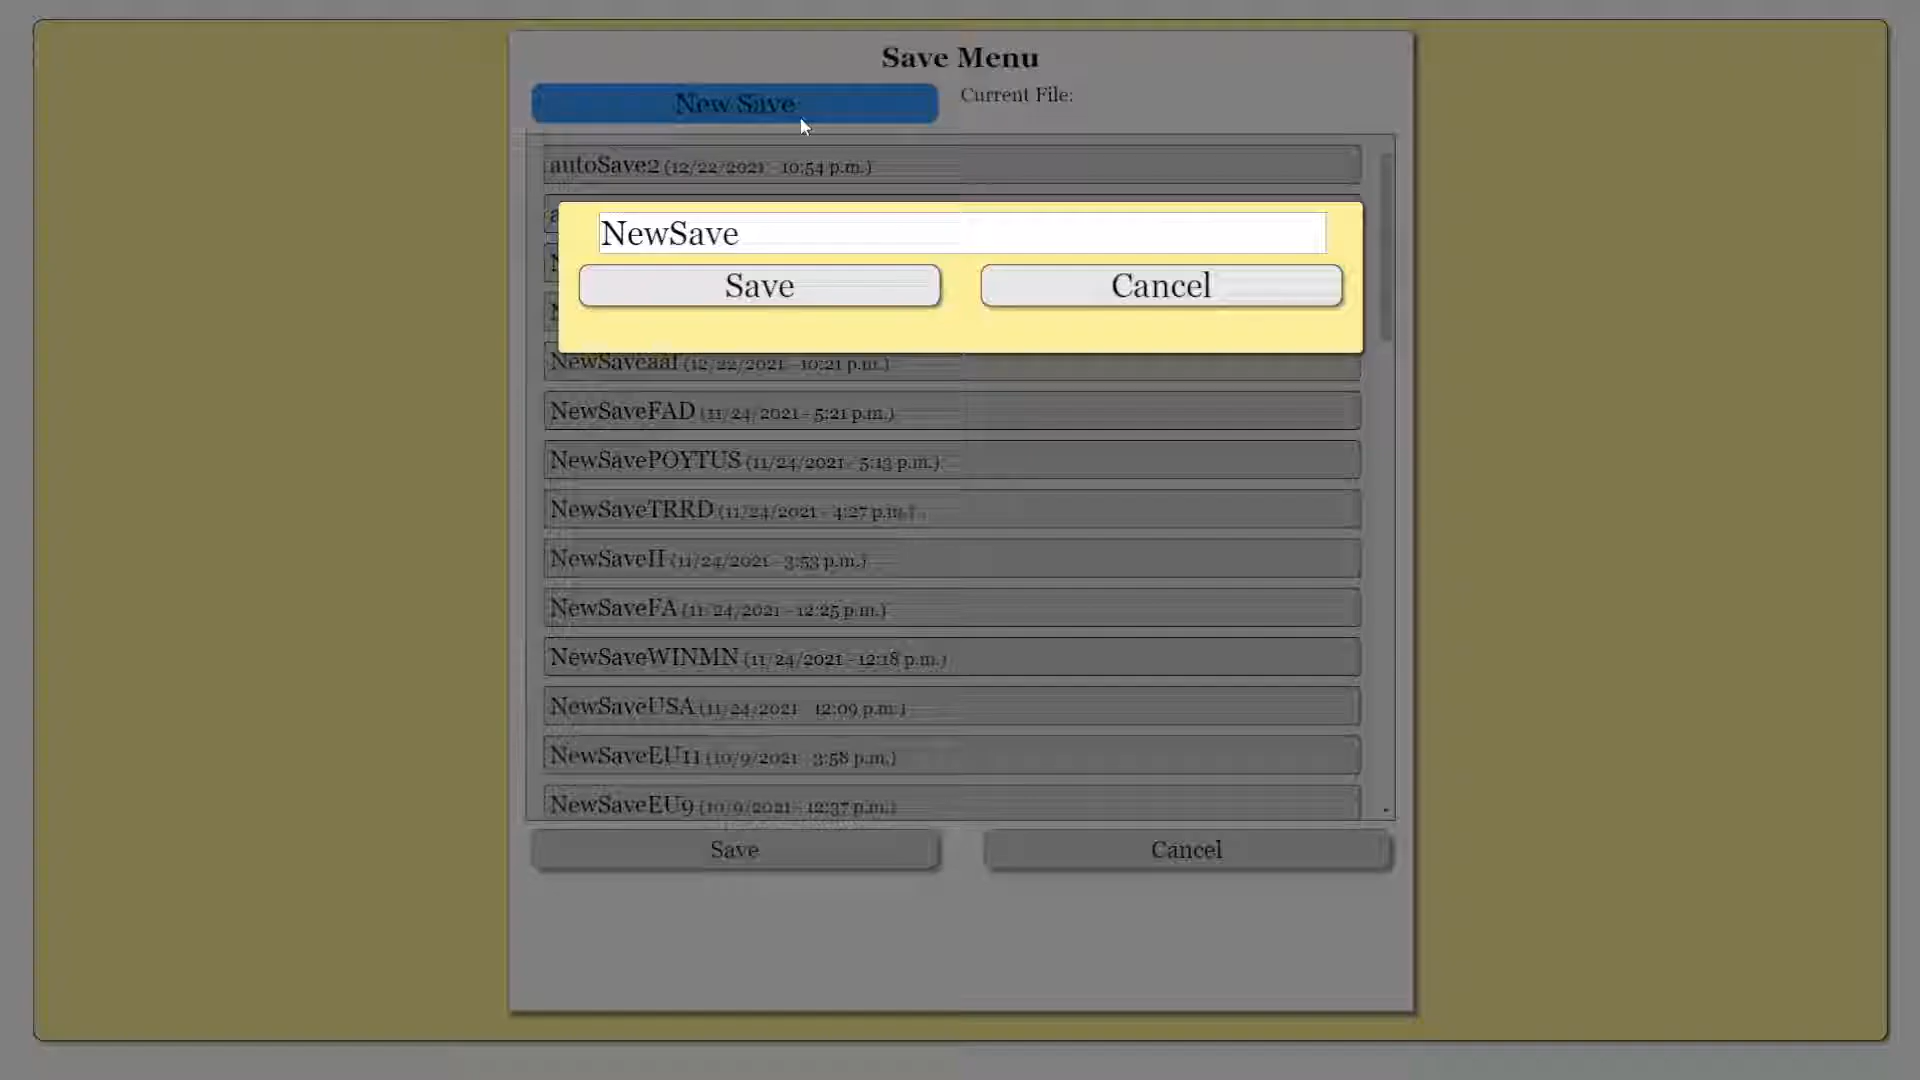 Save Menu
New Save
Current File:
autoSave2 (12/22/2021 - 10:54 p.m.)
NewSave
Save
Cancel
(12/22/2021 - 10:21 p.m.)
NewSaveFAD (11/24/2021 - 5:21 p.m.)
NewSavePOYTUS (11/24/2021 - 5:13 p.m.)
NewSaveTRRD (11/24/2021 - 4:27 p.m.)
NewSaveII (11/24/2021 - 3:53 p.m.)
NewSaveFA (11/24/2021 - 12:25 p.m.)
NewSaveWINMN (11/24/2021 - 12:18 p.m.)
NewSaveUSA (11/24/2021 - 12:09 p.m.)
NewSaveEU11 (10/9/2021 - 3:58 p.m.)
NewSaveEU9 (10/9/2021 - 12:37 p.m.)
Save
Cancel